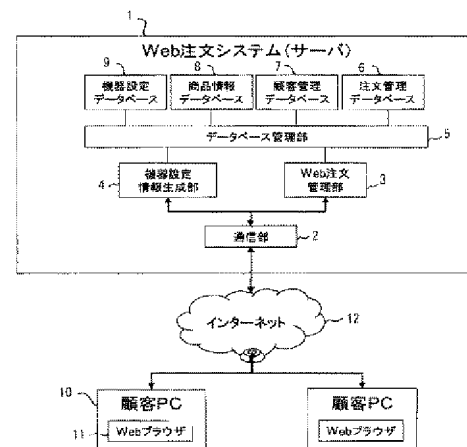 1
Web注文システム(サーバ)
9 8 7 6
機器設定 商品情報 顧客管理 注文管理
データベース データベース データベース データベース
データベース管理部 5
機器設定 Web注文
情報生成部 管理部
4 3
通信部 2
インターネット 12
10 顧客PC 顧客PC
11 Webブラウザ Webブラウザ